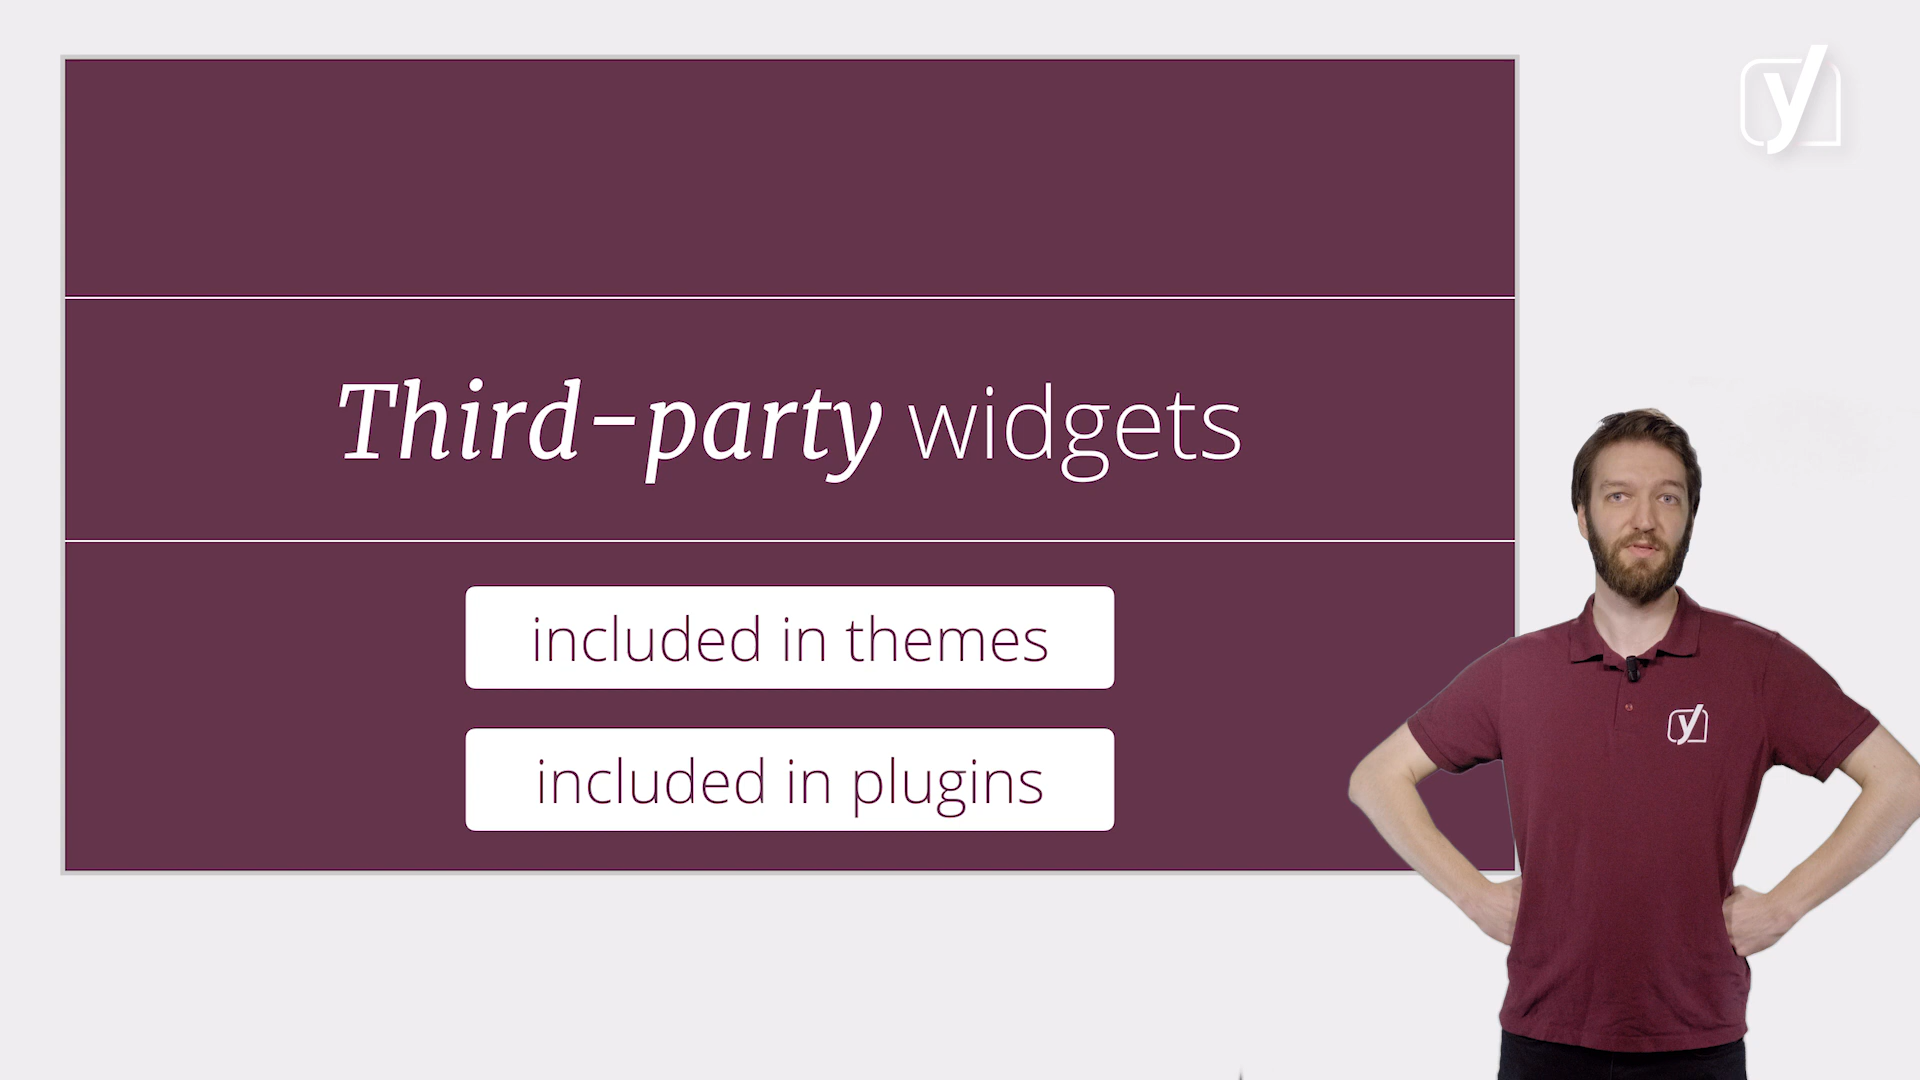 Third-party widgets
included in themes
included in plugins
y
y